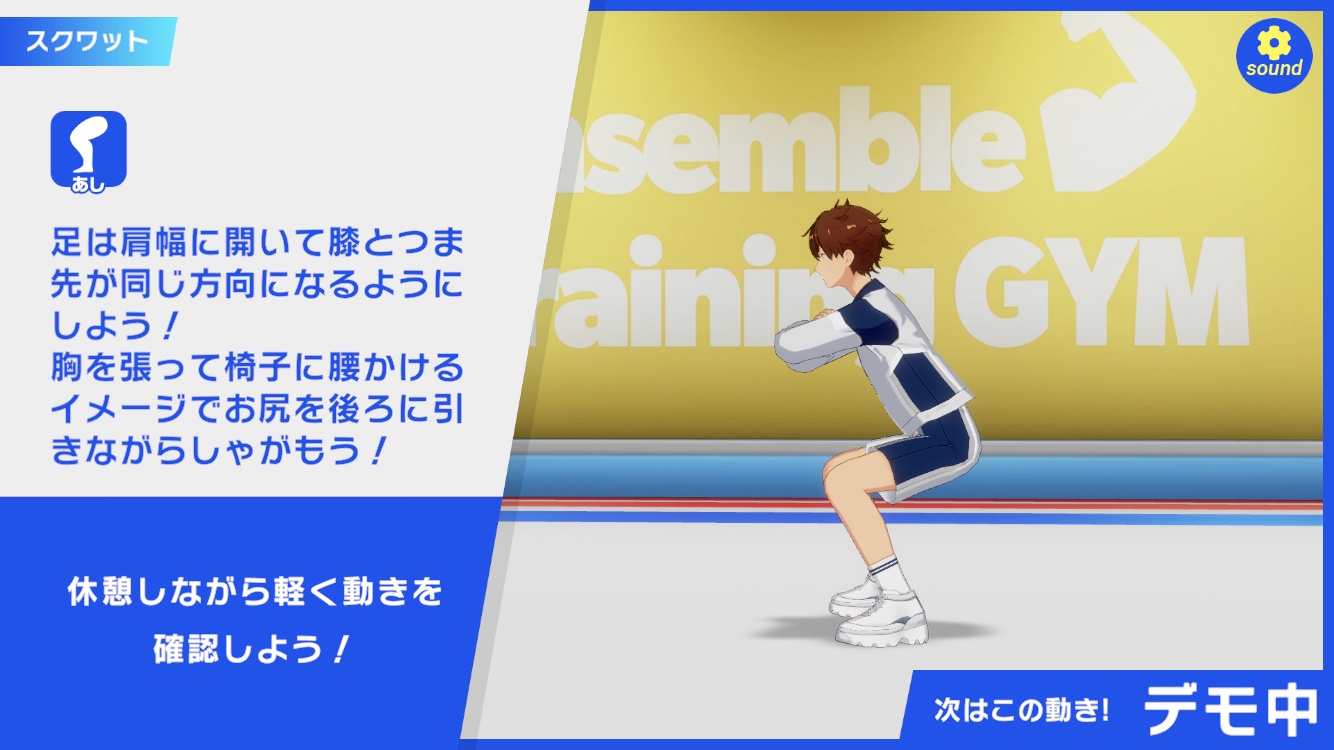 スクワット
sound
あし
足は肩幅に開いて膝とつま
先が同じ方向になるように
しよう！
胸を張って椅子に腰かける
イメージでお尻を後ろに引
きながらしゃがもう！
nsemble
raining GYM
休憩しながら軽く動きを
確認しよう！
次はこの動き! デモ中